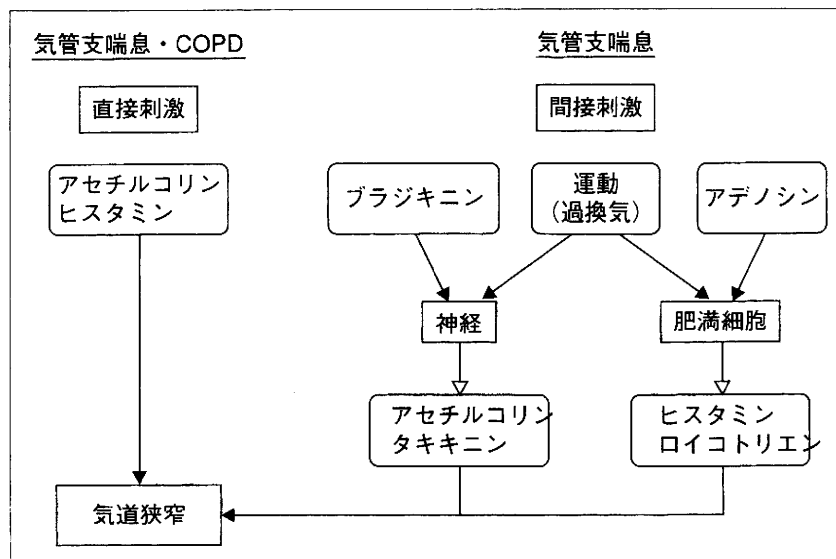 気管支喘息・COPD
気管支喘息
直接刺激
間接刺激
アセチルコリン
ヒスタミン
ブラジキニン
運動
(過換気)
アデノシン
神経
肥満細胞
アセチルコリン
タキキニン
ヒスタミン
ロイコトリエン
気道狭窄